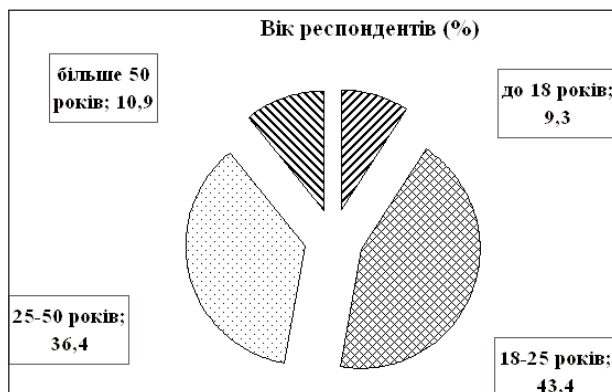 Вік респондентів (%)
більше 50
років; 10,9
до 18 років;
9,3
25-50 років;
36,4
18-25 років;
43,4